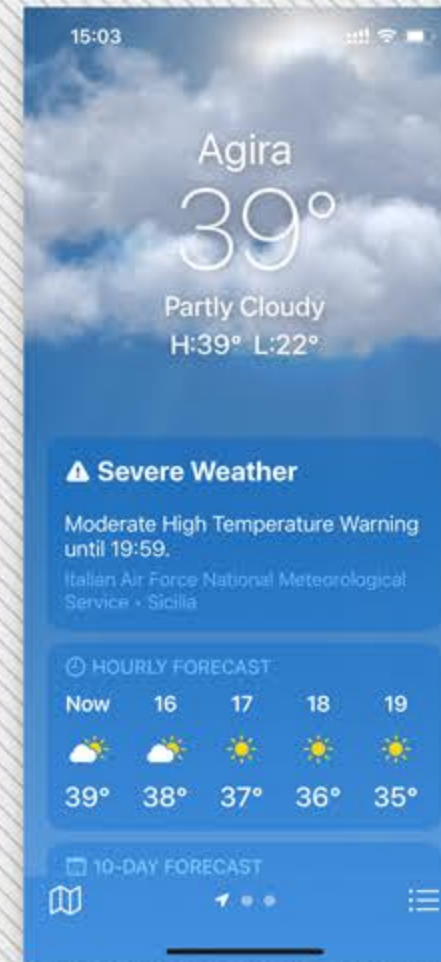 15:03
Agira
39°
Partly Cloudy
H:39° L:22°
Severe Weather
Moderate High Temperature Warning
until 19:59.
Italian Air Force National Meteorological
Service • Sicilia
HOURLY FORECAST
Now 16 17 18 19
39° 38° 37° 36° 35°
10-DAY FORECAST